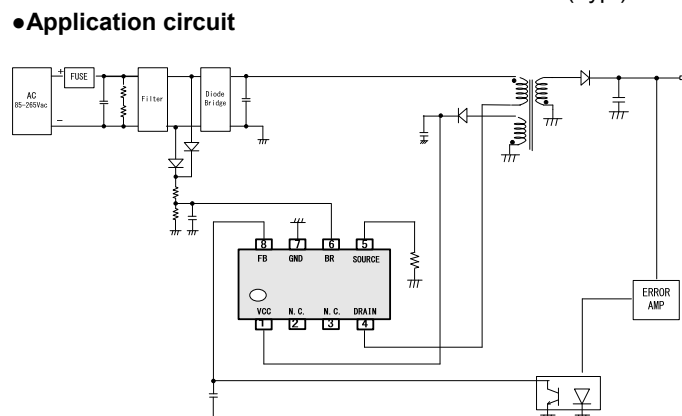 ●Application circuit
AC
85-265Vac
+
−
FUSE
Filter
Diode
Bridge
8 7 6 5
FB GND BR SOURCE
VCC N.C. N.C. DRAIN
1 2 3 4
ERROR
AMP